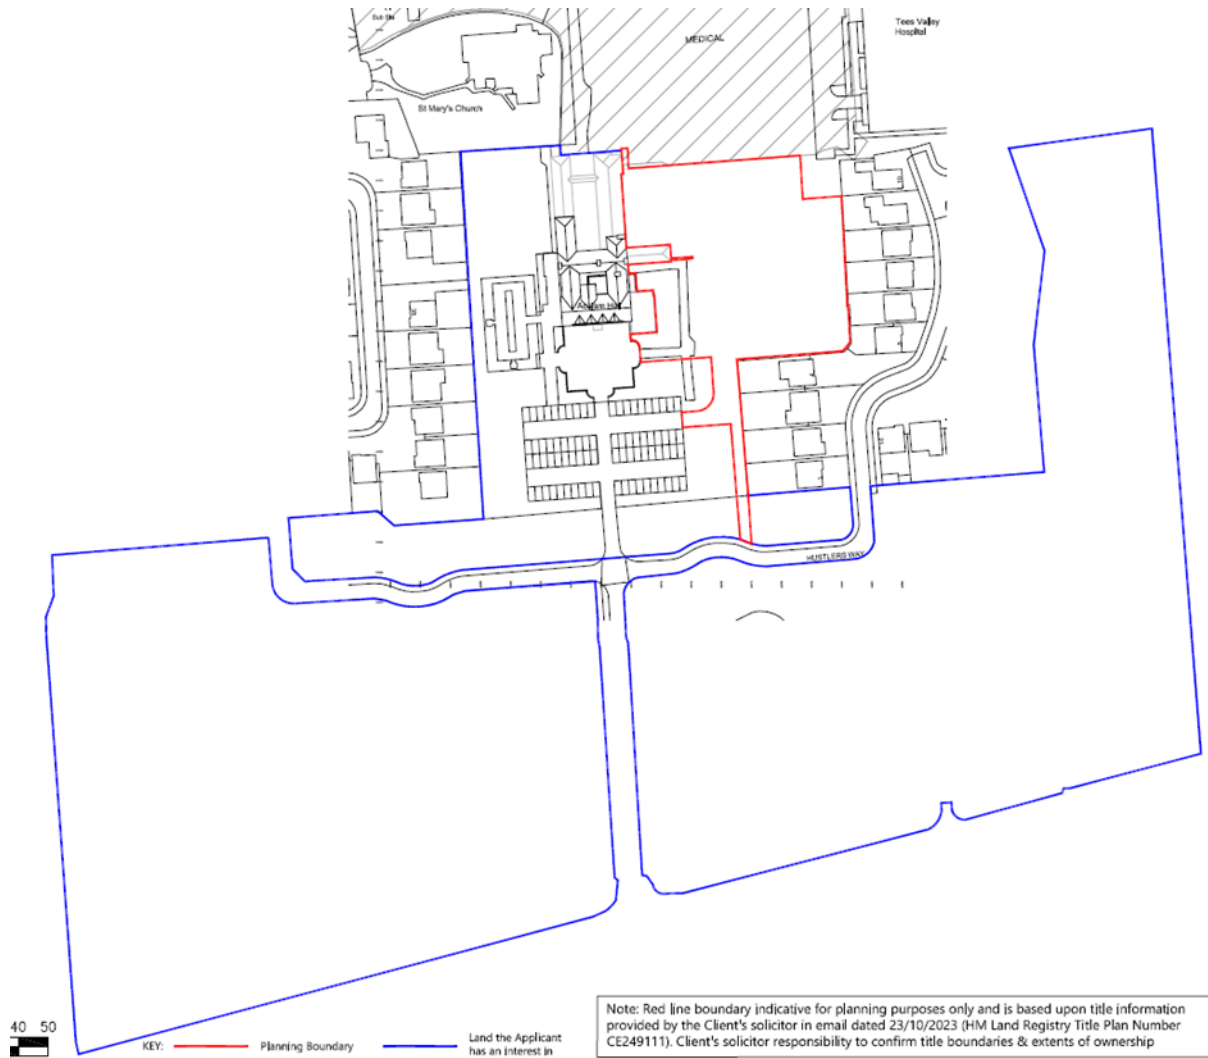 Sub Sta
MEDICAL
Tees Valley
Hospital
St Mary's Church
Acklam Hall
HUSTLERS WAY
40 50
KEY:
Planning Boundary
Land the Applicant
has an interest in
Note: Red line boundary indicative for planning purposes only and is based upon title information
provided by the Client's solicitor in email dated 23/10/2023 (HM Land Registry Title Plan Number
CE249111). Client's solicitor responsibility to confirm title boundaries & extents of ownership